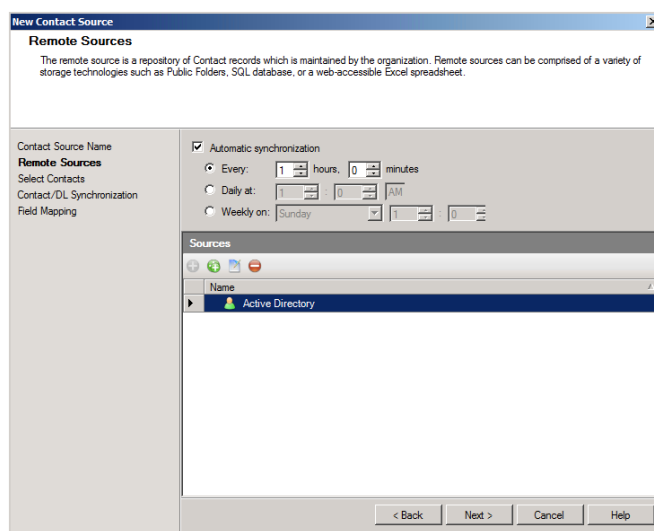 New Contact Source
Remote Sources
The remote source is a repository of Contact records which is maintained by the organization. Remote sources can be comprised of a variety of
storage technologies such as Public Folders, SQL database, or a web-accessible Excel spreadsheet.
Contact Source Name
Remote Sources
Select Contacts
Contact/DL Synchronization
Field Mapping
Automatic synchronization
Every: 1 hours, 0 minutes
Daily at: 1 : 0 AM
Weekly on: Sunday 1 : 0
Sources
Name
Active Directory
< Back Next > Cancel Help